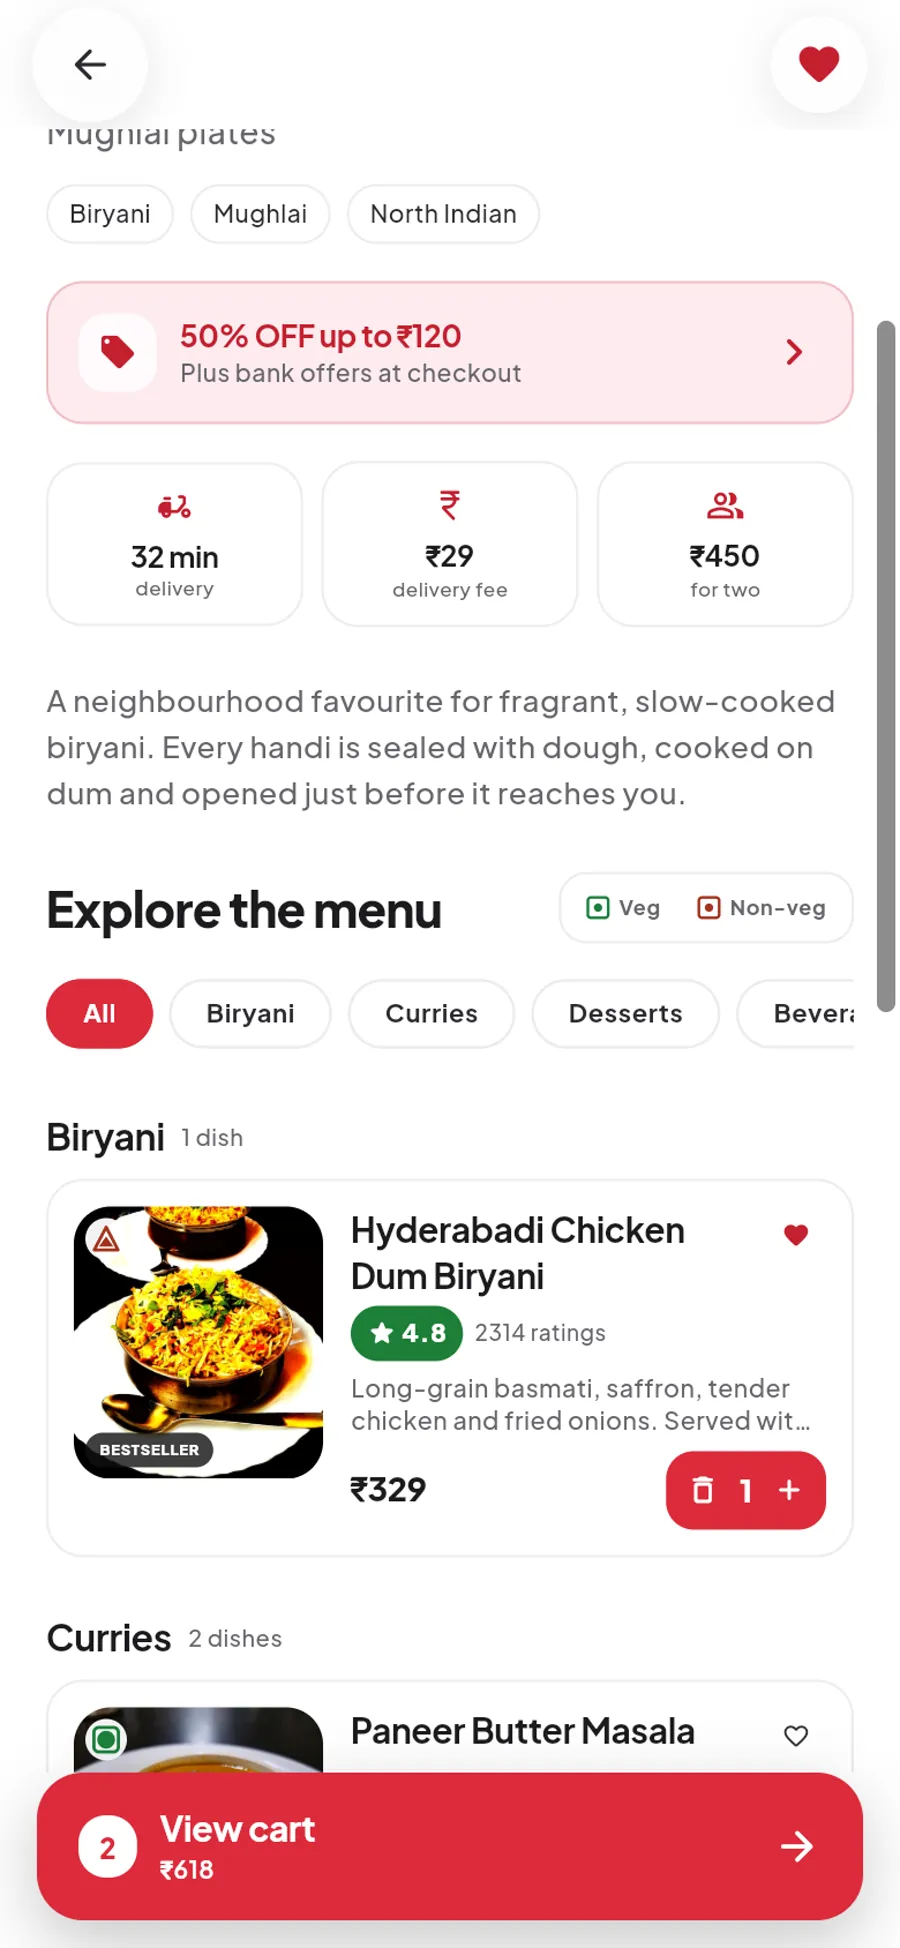 Mughlai plates
Biryani
Mughlai
North Indian
50% OFF up to ₹120
Plus bank offers at checkout
32 min
delivery
₹29
delivery fee
₹450
for two
A neighbourhood favourite for fragrant, slow-cooked
biryani. Every handi is sealed with dough, cooked on
dum and opened just before it reaches you.
Explore the menu
Veg
Non-veg
All
Biryani
Curries
Desserts
Bevera
Biryani 1 dish
Hyderabadi Chicken
Dum Biryani
4.8 2314 ratings
Long-grain basmati, saffron, tender
chicken and fried onions. Served wit...
BESTSELLER
₹329
1
Curries 2 dishes
Paneer Butter Masala
2
View cart
₹618